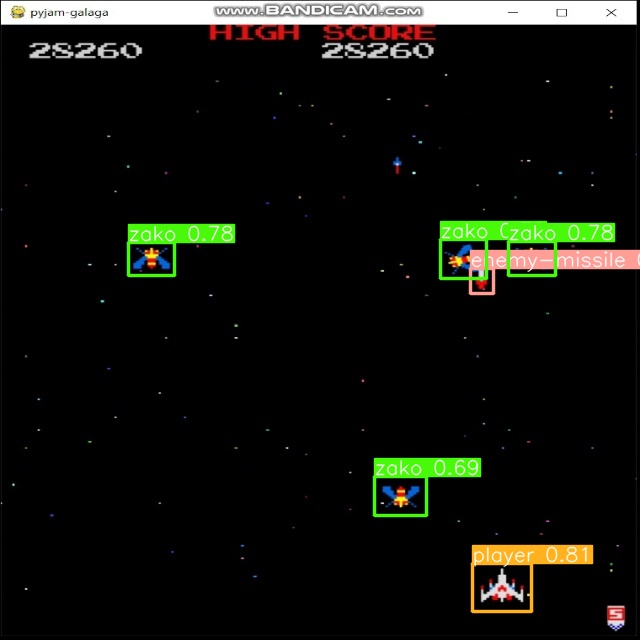 pyjam-galaga
www.BANDICAM.com
HIGH SCORE
28260
28260
zako 0.78
zako
zako 0.78
enemy-missile
zako 0.69
player 0.81
S